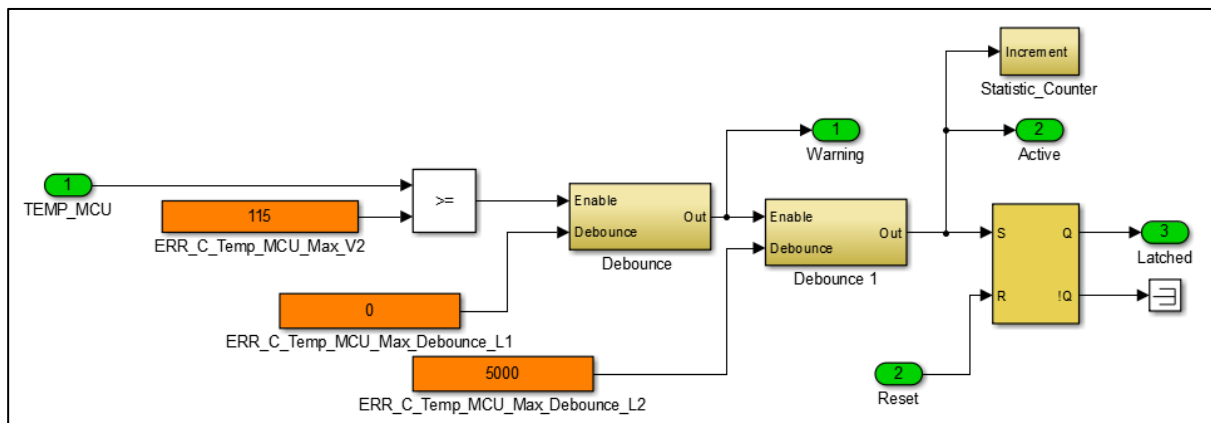 Increment
Statistic_Counter
1
Warning
2
Active
1
TEMP_MCU
>=
115
ERR_C_Temp_MCU_Max_V2
Enable
Debounce
Out
Debounce
Enable
Debounce
Out
Debounce 1
S
R
Q
!Q
3
Latched
0
ERR_C_Temp_MCU_Max_Debounce_L1
5000
ERR_C_Temp_MCU_Max_Debounce_L2
2
Reset